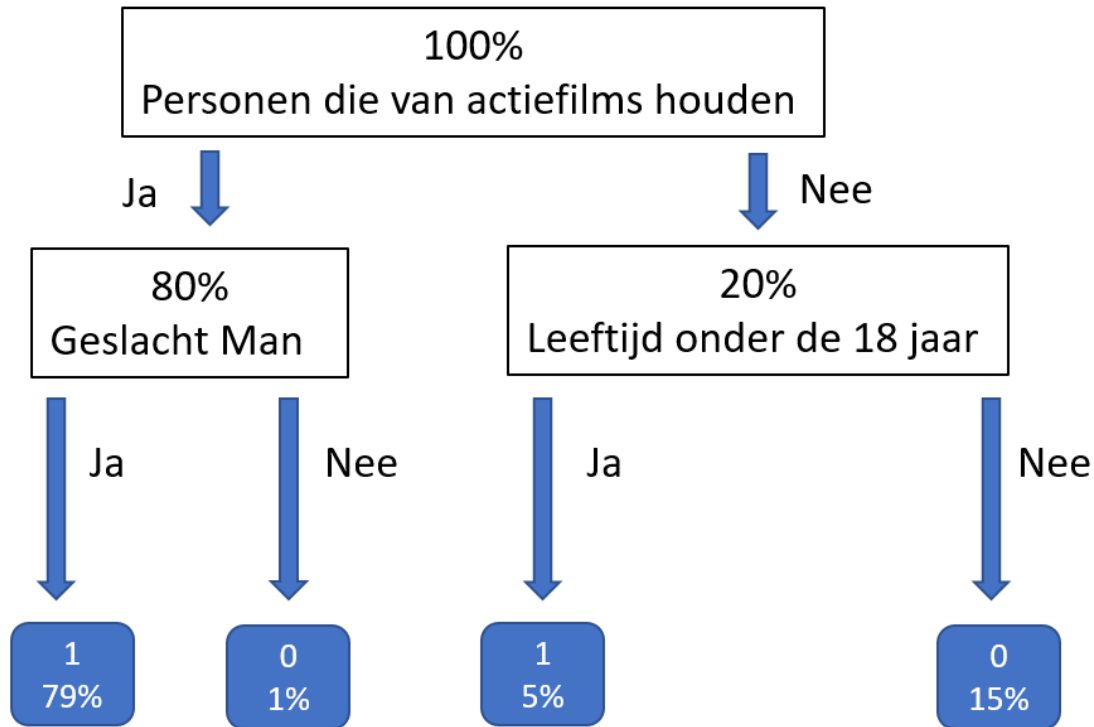 100%
Personen die van actiefilms houden
Ja
Nee
80%
Geslacht Man
20%
Leeftijd onder de 18 jaar
Ja
Nee
Ja
Nee
1
79%
0
1%
1
5%
0
15%